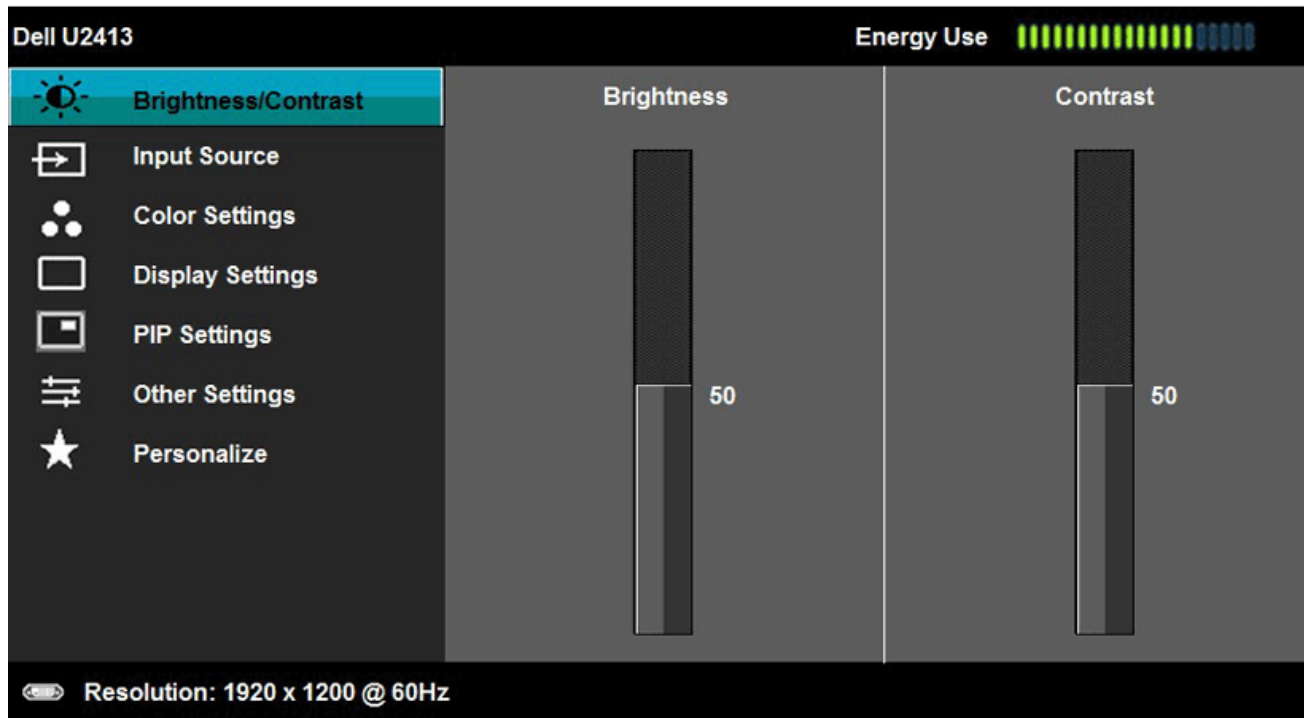 Dell U2413
Energy Use
Brightness/Contrast
Input Source
Color Settings
Display Settings
PIP Settings
Other Settings
Personalize
Brightness
50
Contrast
50
Resolution: 1920 x 1200 @ 60Hz